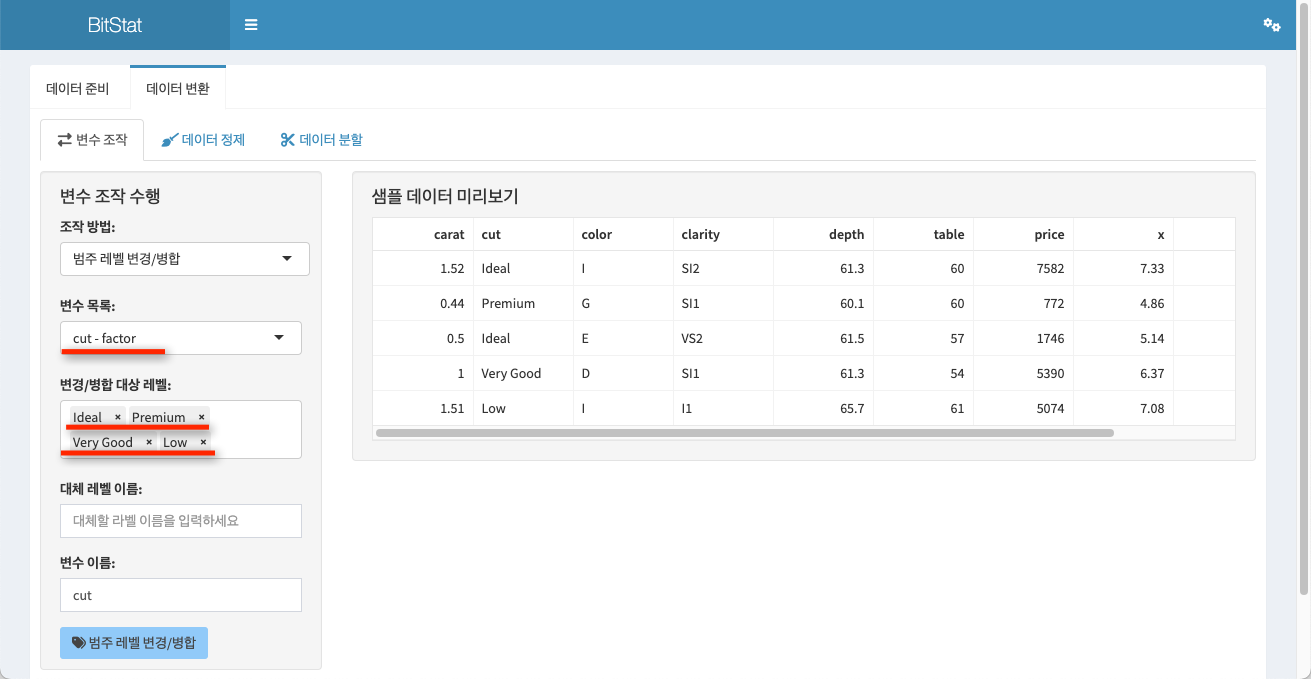 BitStat
데이터 준비 데이터 변환
변수 조작 데이터 정제 데이터 분할
변수 조작 수행
조작 방법:
범주 레벨 변경/병합
변수 목록:
cut - factor
변경/병합 대상 레벨:
Ideal × Premium ×
Very Good × Low ×
대체 레벨 이름:
대체할 라벨 이름을 입력하세요
변수 이름:
cut
범주 레벨 변경/병합
샘플 데이터 미리보기
carat cut color clarity depth table price x
1.52 Ideal I SI2 61.3 60 7582 7.33
0.44 Premium G SI1 60.1 60 772 4.86
0.5 Ideal E VS2 61.5 57 1746 5.14
1 Very Good D SI1 61.3 54 5390 6.37
1.51 Low I I1 65.7 61 5074 7.08